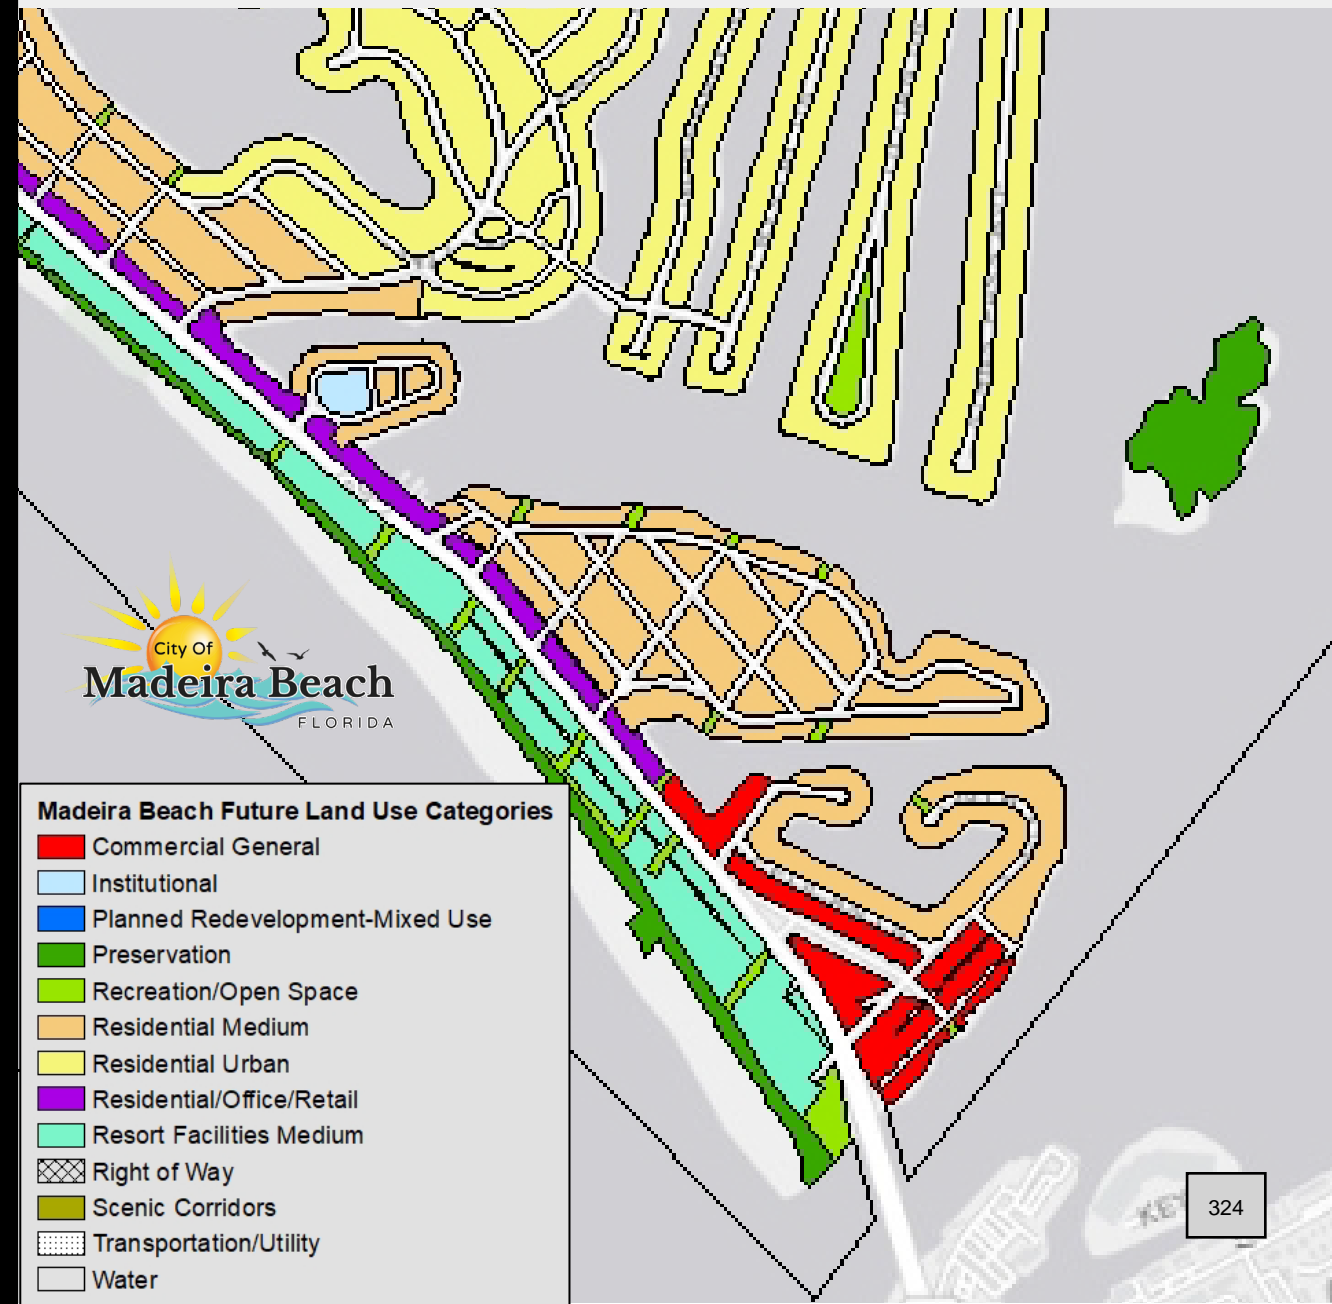 City Of
Madeira Beach
FLORIDA
Madeira Beach Future Land Use Categories
Commercial General
Institutional
Planned Redevelopment-Mixed Use
Preservation
Recreation/Open Space
Residential Medium
Residential Urban
Residential/Office/Retail
Resort Facilities Medium
Right of Way
Scenic Corridors
Transportation/Utility
Water
324